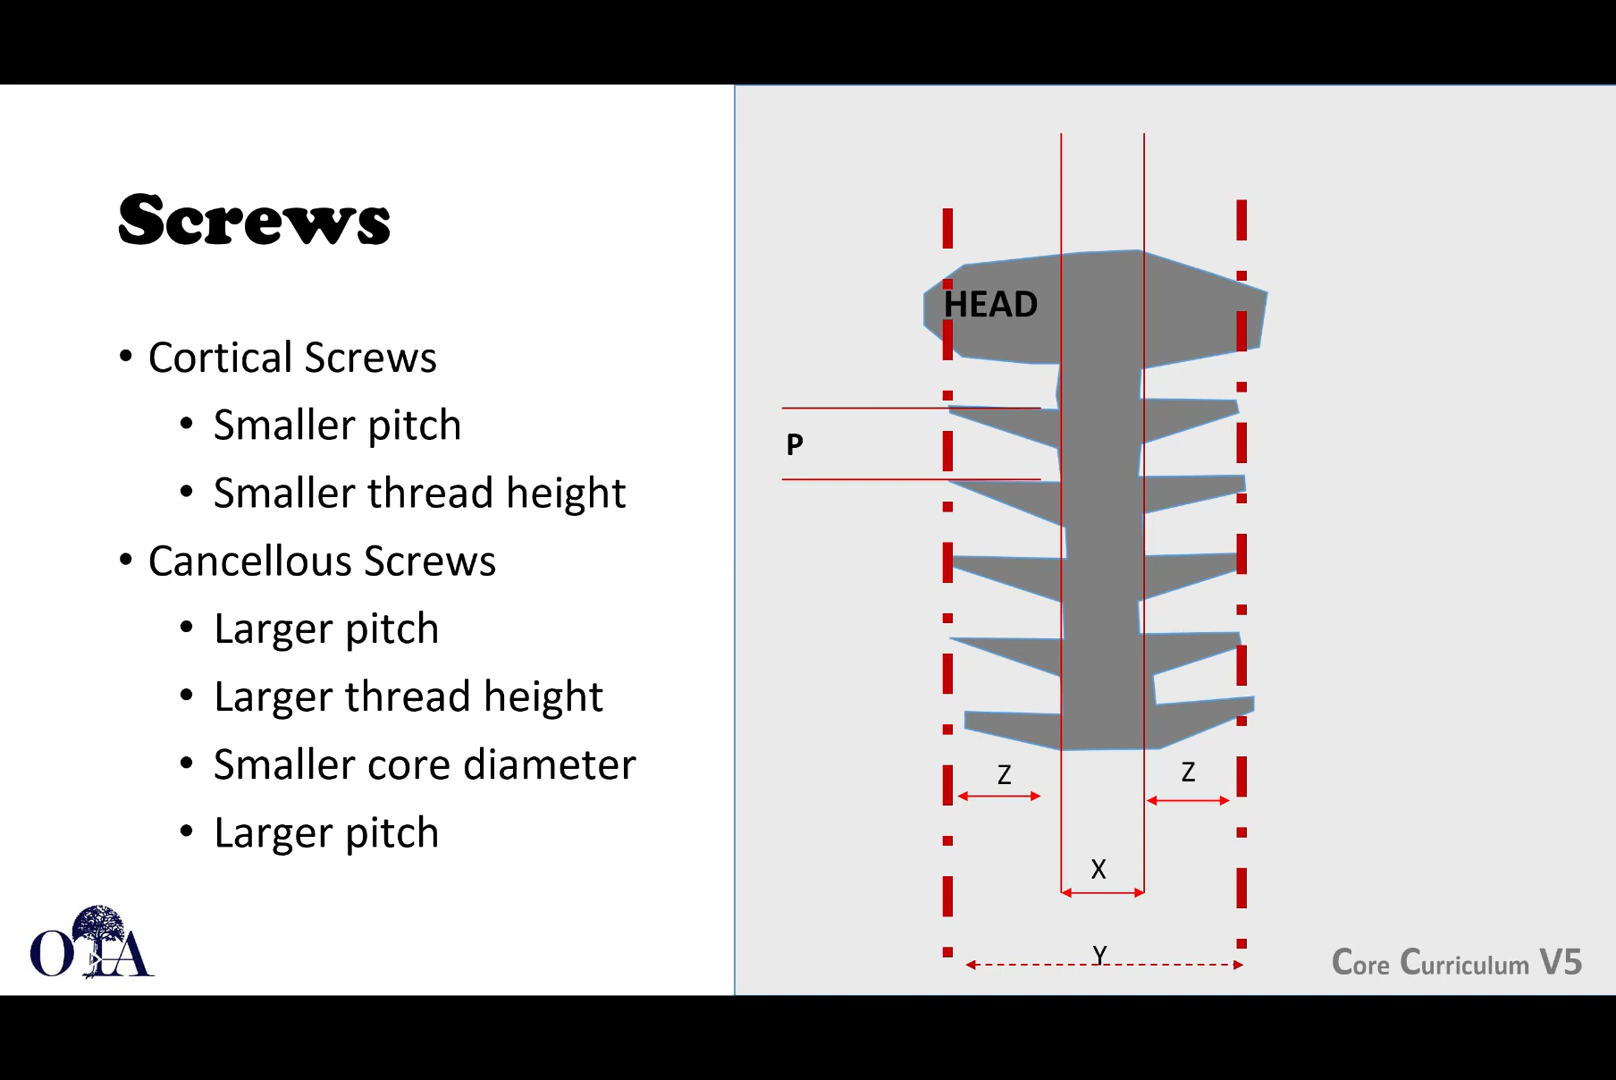 Screws
• Cortical Screws
• Smaller pitch
• Smaller thread height
• Cancellous Screws
• Larger pitch
• Larger thread height
• Smaller core diameter
• Larger pitch
OTA
HEAD
P
Z
Z
X
Y
Core Curriculum V5